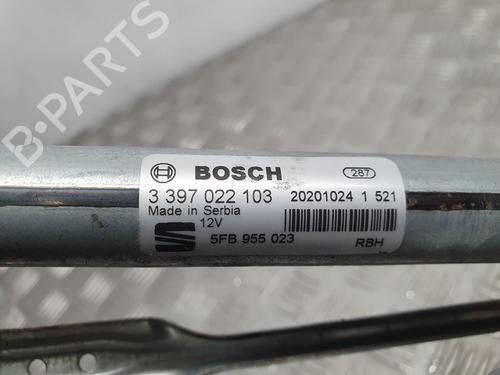 B-PARTS
BOSCH 287
3 397 022 103 20201024 1 521
Made in Serbia
12V
5FB 955 023 RBH